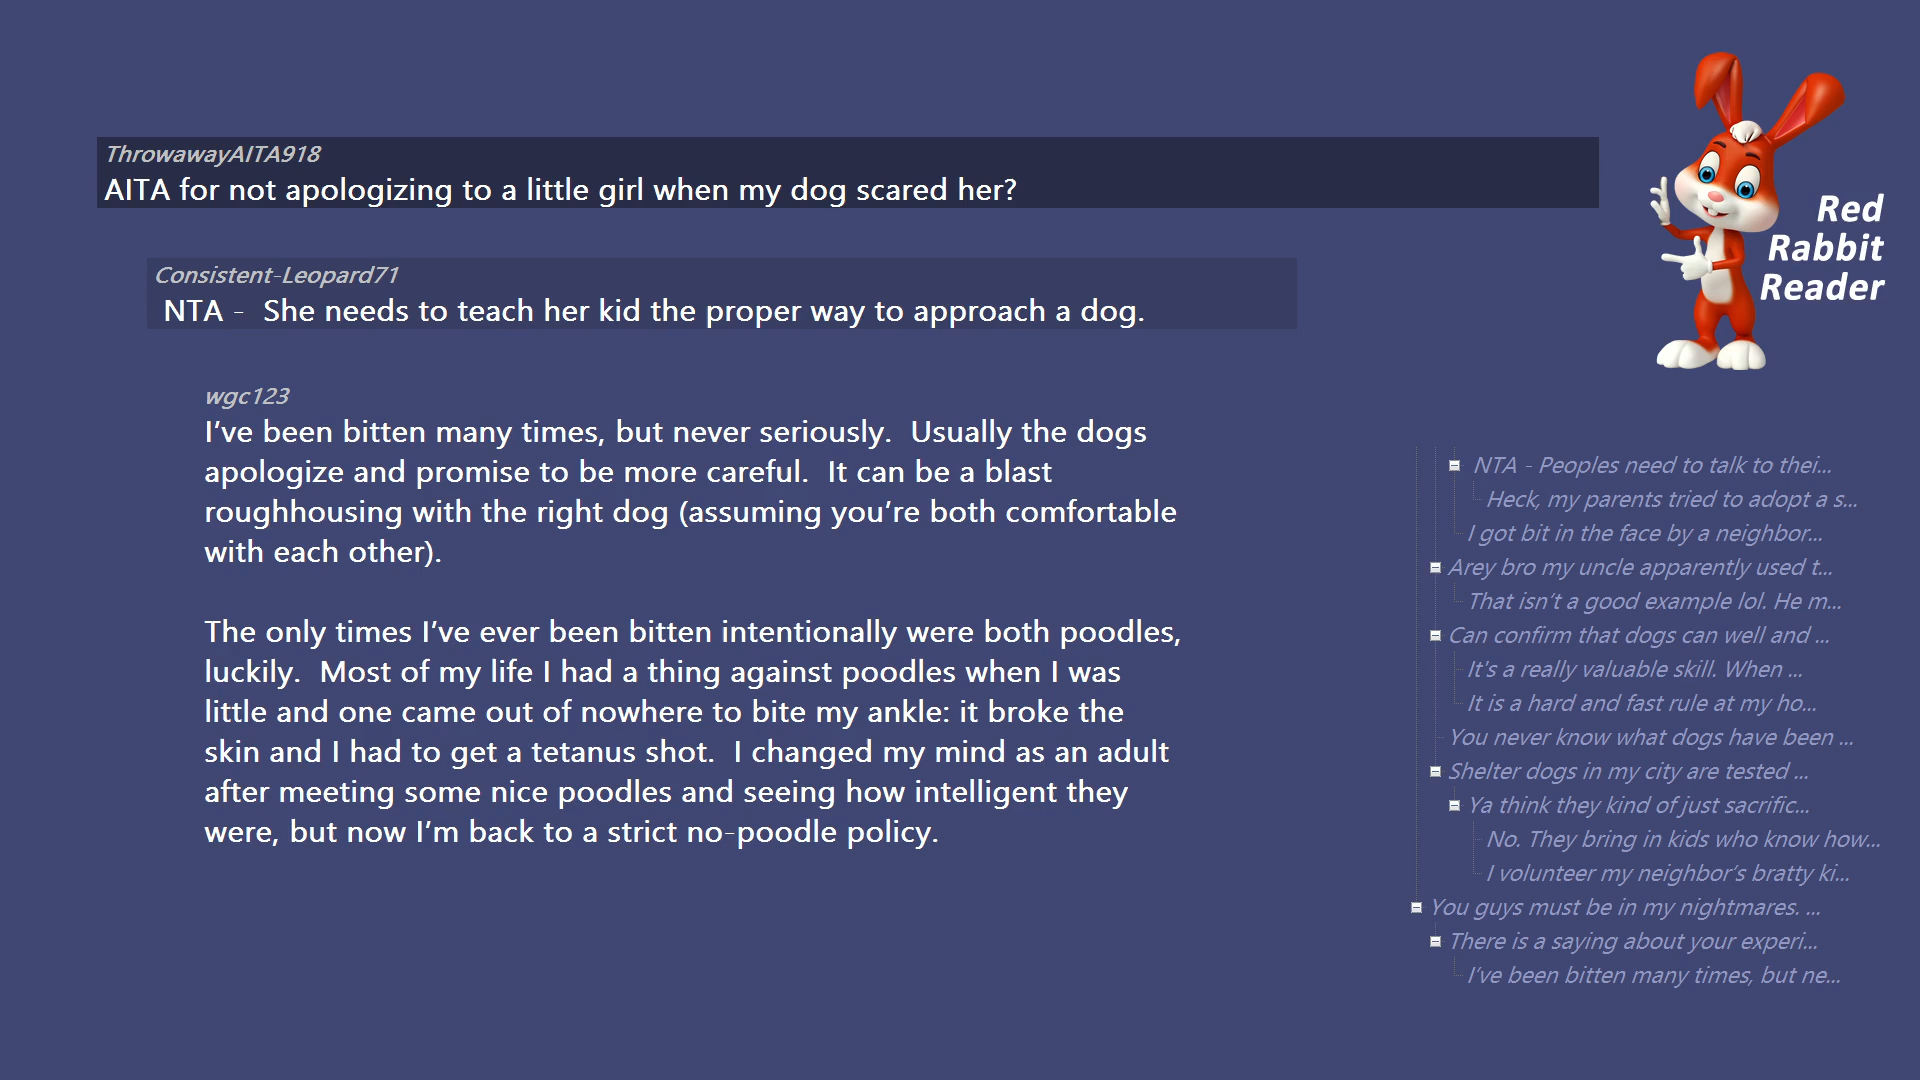 ThrowawayAITA918
AITA for not apologizing to a little girl when my dog scared her?
Consistent-Leopard71
NTA -  She needs to teach her kid the proper way to approach a dog.
wgc123
I’ve been bitten many times, but never seriously.  Usually the dogs
apologize and promise to be more careful.  It can be a blast
roughhousing with the right dog (assuming you’re both comfortable
with each other).
The only times I’ve ever been bitten intentionally were both poodles,
luckily.  Most of my life I had a thing against poodles when I was
little and one came out of nowhere to bite my ankle: it broke the
skin and I had to get a tetanus shot.  I changed my mind as an adult
after meeting some nice poodles and seeing how intelligent they
were, but now I’m back to a strict no-poodle policy.
Red
Rabbit
Reader
NTA - Peoples need to talk to thei...
Heck, my parents tried to adopt a s...
I got bit in the face by a neighbor...
Arey bro my uncle apparently used t...
That isn’t a good example lol. He m...
Can confirm that dogs can well and ...
It's a really valuable skill. When ...
It is a hard and fast rule at my ho...
You never know what dogs have been ...
Shelter dogs in my city are tested ...
Ya think they kind of just sacrific...
No. They bring in kids who know how...
I volunteer my neighbor’s bratty ki...
You guys must be in my nightmares. ...
There is a saying about your experi...
I’ve been bitten many times, but ne...